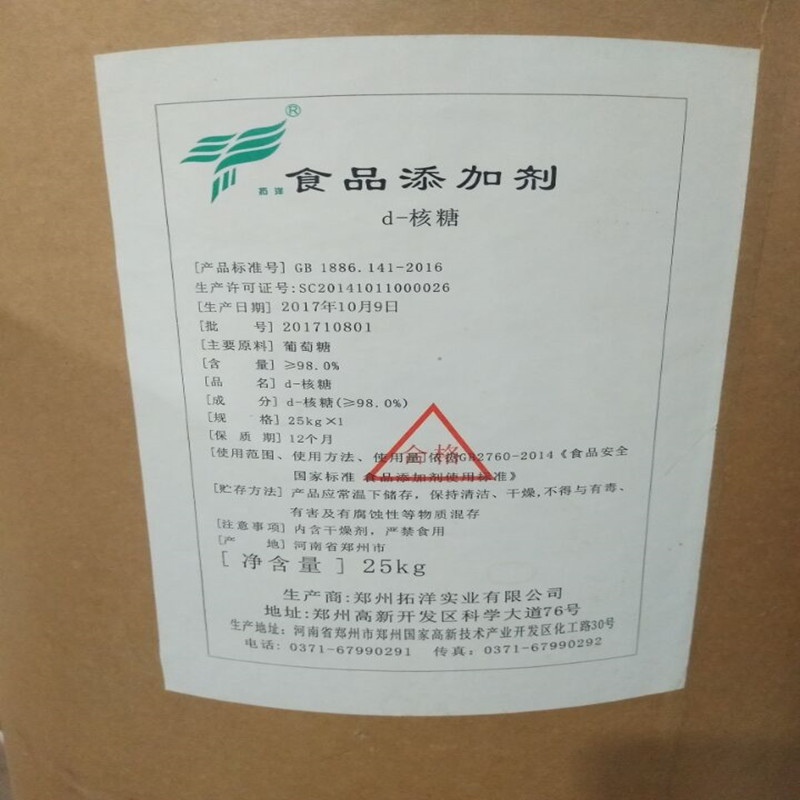 ®
拓洋
食品添加剂
d-核糖
[产品标准号] GB 1886.141-2016
生产许可证号:SC20141011000026
[生产日期] 2017年10月9日
[批 号] 201710801
[主要原料] 葡萄糖
[含 量] ≥98.0%
[品 名] d-核糖
[成 分] d-核糖(≥98.0%)
[规 格] 25kg×1
[保 质 期] 12个月
[使用范围、使用方法、使用量]依据GB2760-2014《食品安全
国家标准 食品添加剂使用标准》
合格
[贮存方法] 产品应常温下储存，保持清洁、干燥,不得与有毒、
有害及有腐蚀性等物质混存
[注意事项] 内含干燥剂，严禁食用
[产 地] 河南省郑州市
[ 净含量 ] 25kg
生产商:郑州拓洋实业有限公司
地址:郑州高新开发区科学大道76号
生产地址: 河南省郑州市郑州国家高新技术产业开发区化工路30号
电话: 0371-67990291 传真: 0371-67990292